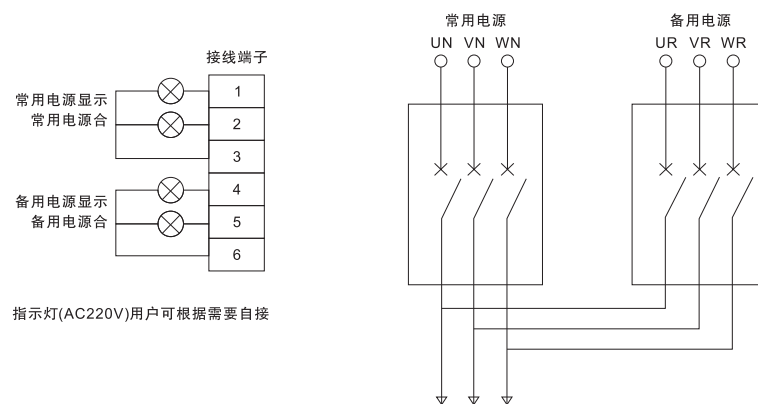 接线端子
常用电源显示
常用电源合
备用电源显示
备用电源合
1
2
3
4
5
6
指示灯(AC220V)用户可根据需要自接
常用电源
UN VN WN
备用电源
UR VR WR